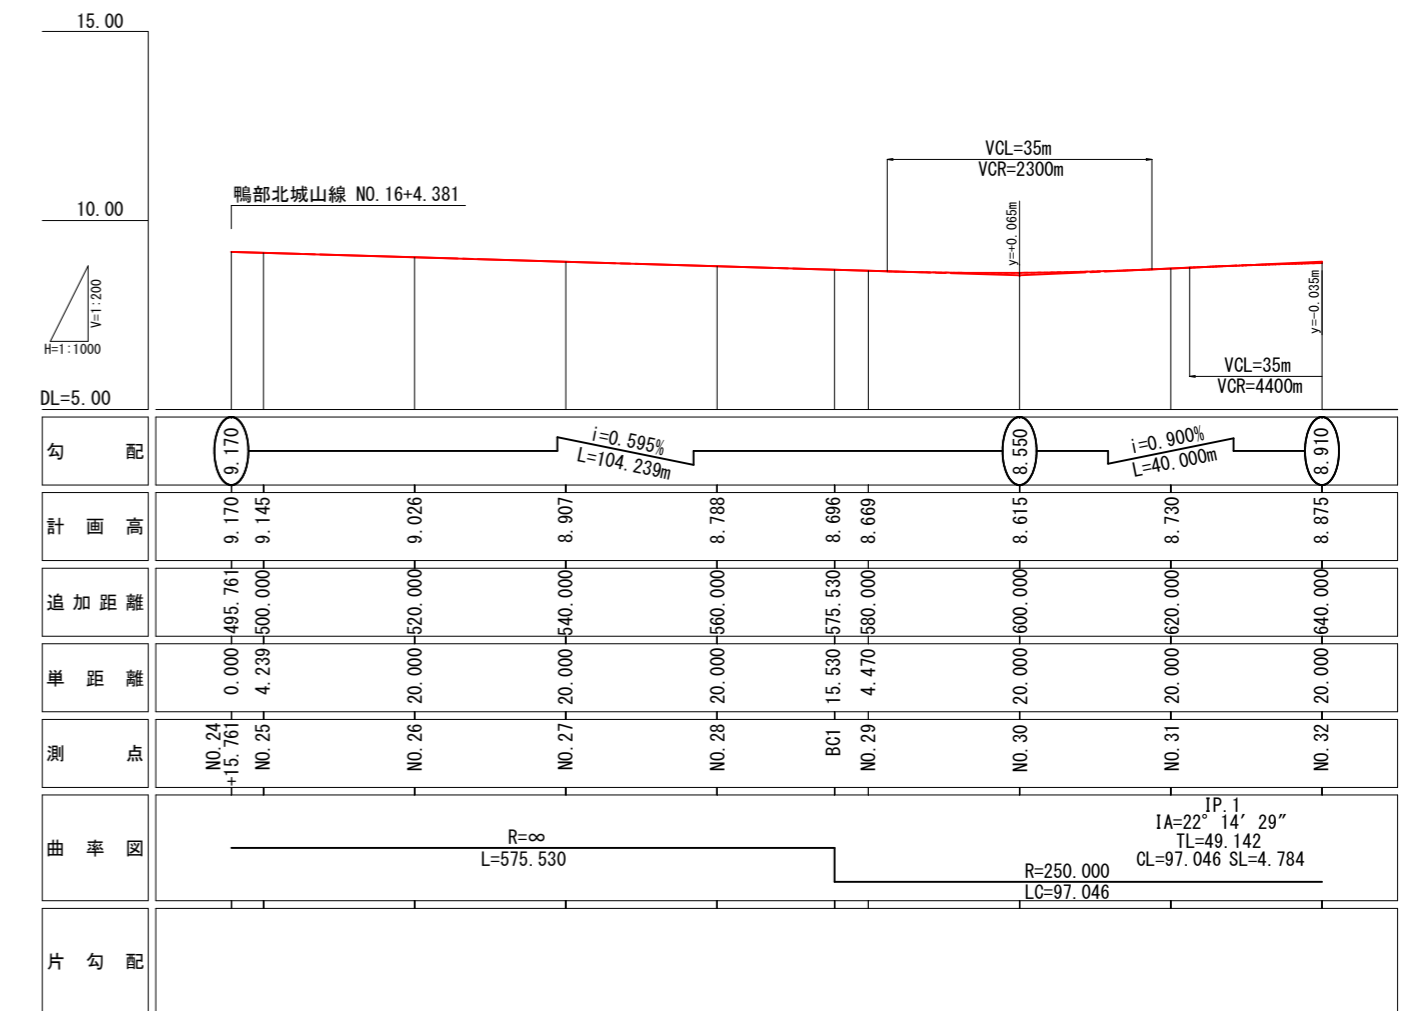 15.00
10.00
DL=5.00
V=1:200
H=1:1000
鴨部北城山線 NO.16+4.381
VCL=35m
VCR=2300m
y=+0.065m
y=-0.035m
VCL=35m
VCR=4400m
勾配
9.170
i=0.595%
L=104.239m
8.550
i=0.900%
L=40.000m
8.910
計画高
9.170
9.145
9.026
8.907
8.788
8.696
8.669
8.615
8.730
8.875
追加距離
495.761
500.000
520.000
540.000
560.000
575.530
580.000
600.000
620.000
640.000
単距離
0.000
4.239
20.000
20.000
20.000
15.530
4.470
20.000
20.000
20.000
測点
NO.24
+15.761
NO.25
NO.26
NO.27
NO.28
BC1
NO.29
NO.30
NO.31
NO.32
曲率図
R=∞
L=575.530
R=250.000
LC=97.046
IP.1
IA=22° 14′ 29″
TL=49.142
CL=97.046 SL=4.784
片勾配